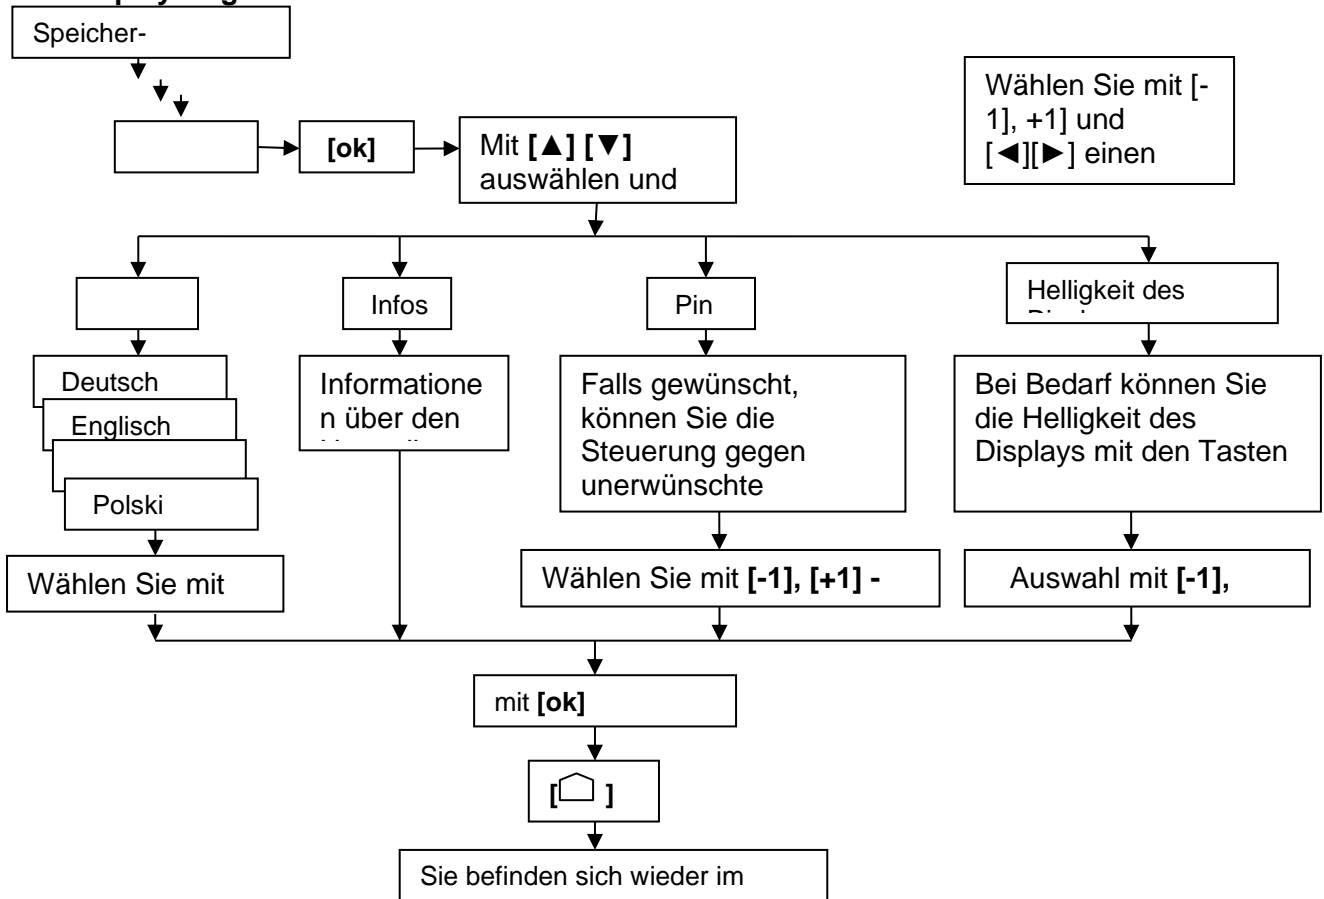 Speicher-
Wählen Sie mit [-
1], +1] und
[◄][►] einen
[ok]
Mit [▲] [▼]
auswählen und
Infos
Pin
Helligkeit des
Deutsch
Englisch
Polski
Informatione
n über den
Falls gewünscht,
können Sie die
Steuerung gegen
unerwünschte
Bei Bedarf können Sie
die Helligkeit des
Displays mit den Tasten
Wählen Sie mit
Wählen Sie mit [-1], [+1] -
Auswahl mit [-1],
mit [ok]
[ ]
Sie befinden sich wieder im